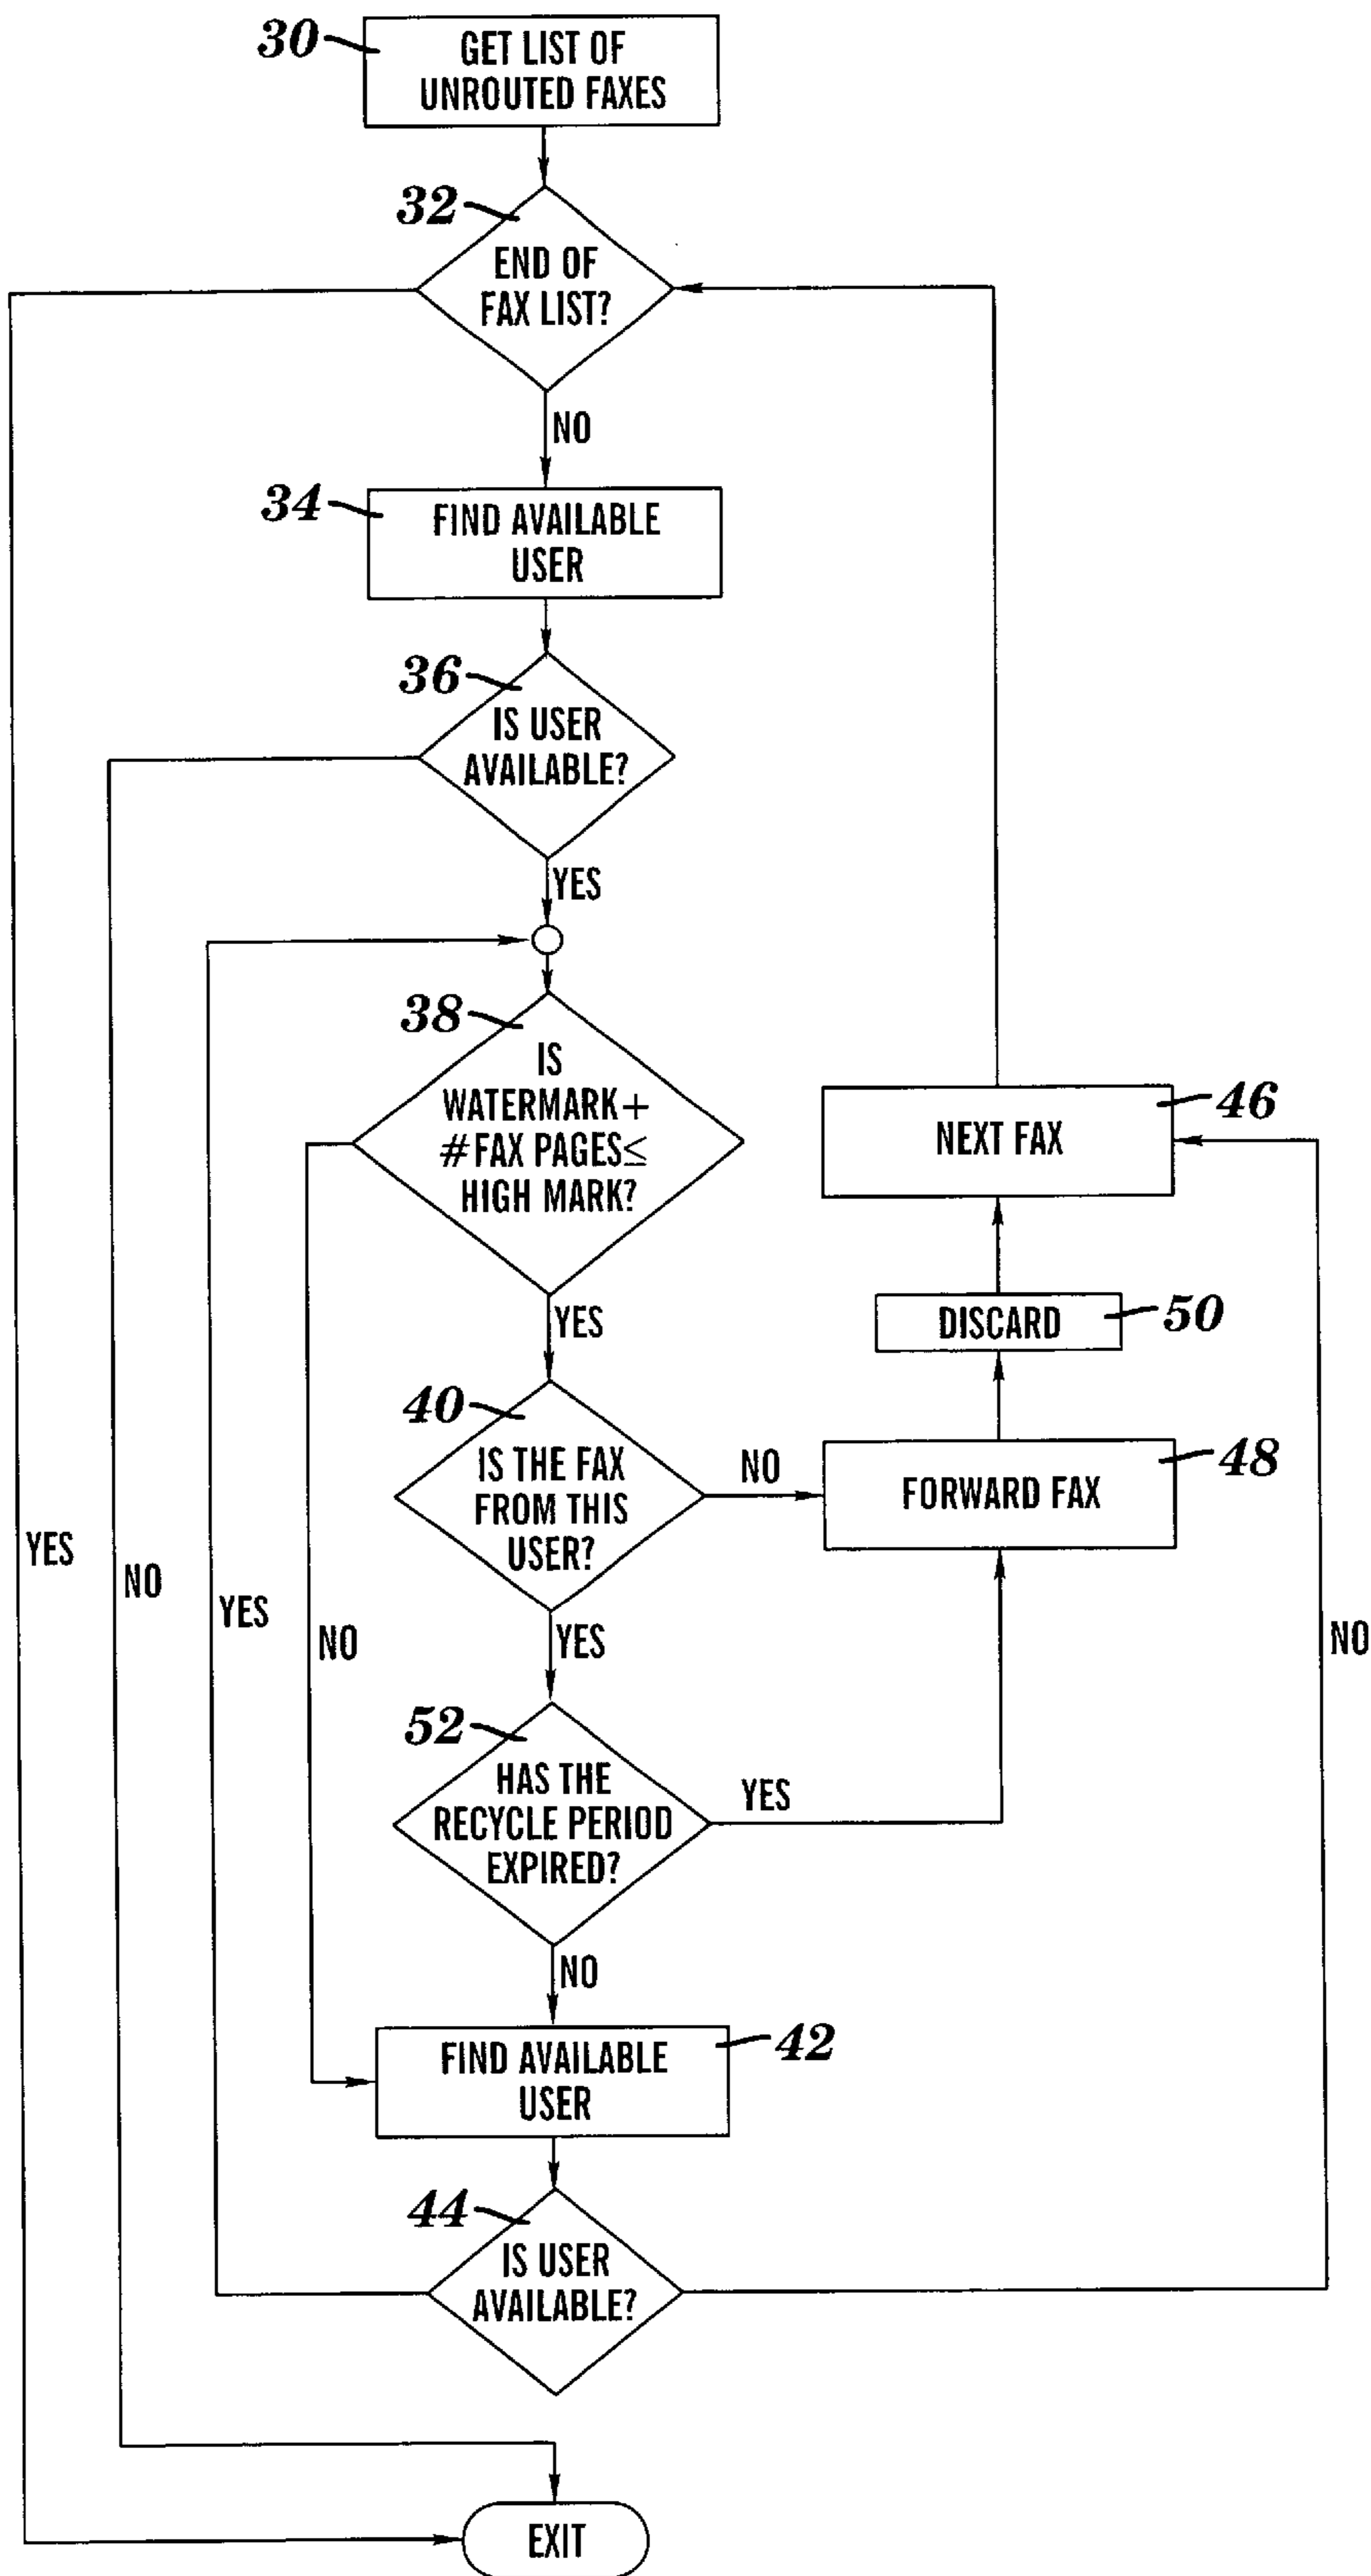 30
GET LIST OF
UNROUTED FAXES
32
END OF
FAX LIST?
NO
34
FIND AVAILABLE
USER
36
IS USER
AVAILABLE?
YES
38
IS
WATERMARK+
#FAX PAGES≤
HIGH MARK?
46
NEXT FAX
YES
DISCARD
50
40
IS THE FAX
FROM THIS
USER?
NO
FORWARD FAX
48
YES
NO
YES
NO
YES
NO
52
HAS THE
RECYCLE PERIOD
EXPIRED?
YES
NO
FIND AVAILABLE
USER
42
44
IS USER
AVAILABLE?
EXIT